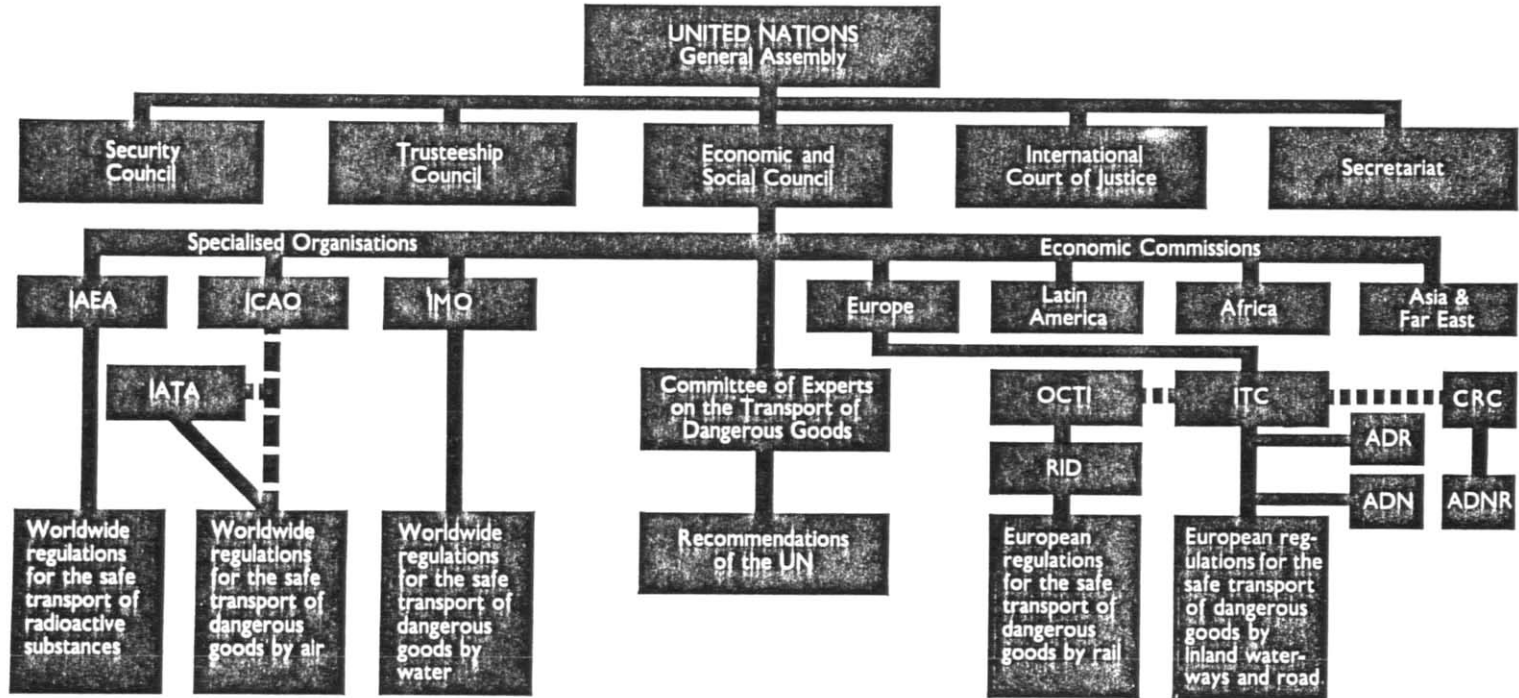 UNITED NATIONS
General Assembly
Security
Council
Trusteeship
Council
Economic and
Social Council
International
Court of Justice
Secretariat
Specialised Organisations
Economic Commissions
IAEA
ICAO
IMO
Europe
Latin
America
Africa
Asia &
Far East
IATA
Committee of Experts
on the Transport of
Dangerous Goods
OCTI
ITC
CRC
ADR
RID
ADN
ADNR
Worldwide
regulations
for the safe
transport of
radioactive
substances
Worldwide
regulations
for the safe
transport of
dangerous
goods by air
Worldwide
regulations
for the safe
transport of
dangerous
goods by
water
Recommendations
of the UN
European
regulations
for the safe
transport of
dangerous
goods by rail
European reg-
ulations for the
safe transport
of dangerous
goods by
inland water-
ways and road